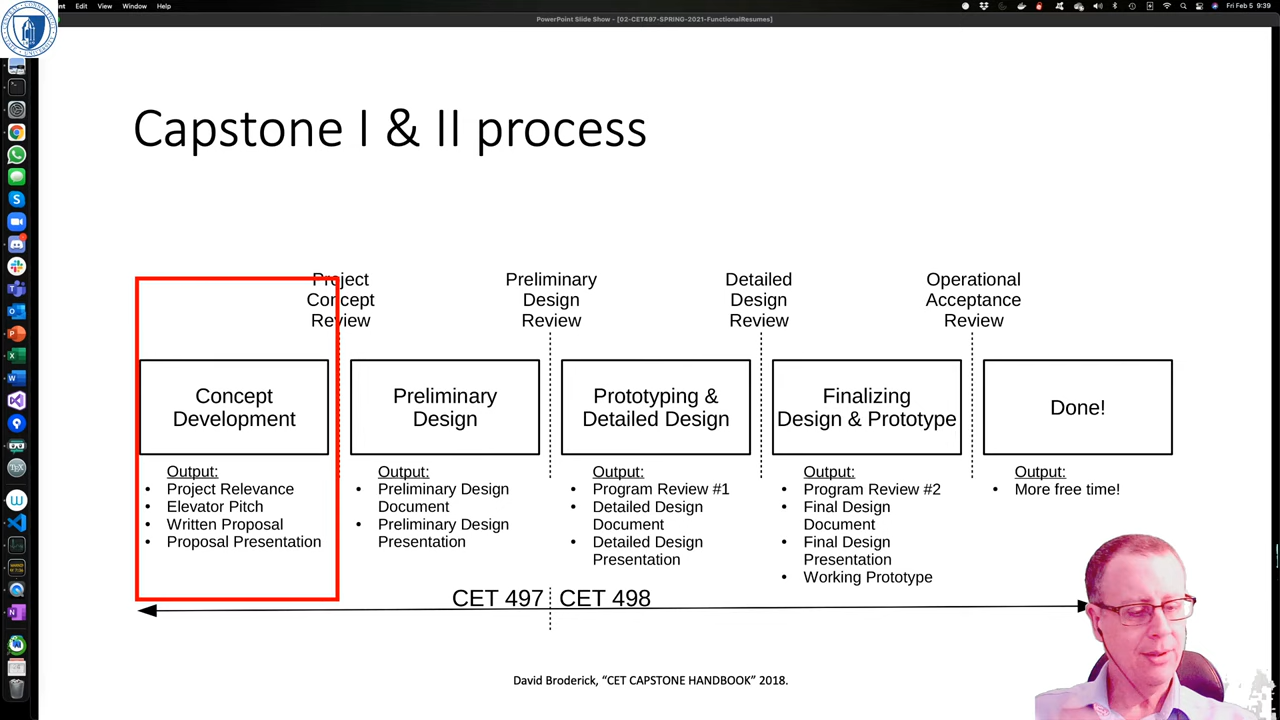 Edit View Window Help
Fri Feb 5 9:39
PowerPoint Slide Show - [02-CET497-SPRING-2021-FunctionalResumes]
Capstone I & II process
Project
Concept
Review
Preliminary
Design
Review
Detailed
Design
Review
Operational
Acceptance
Review
Concept
Development
Preliminary
Design
Prototyping &
Detailed Design
Finalizing
Design & Prototype
Done!
Output:
• Project Relevance
• Elevator Pitch
• Written Proposal
• Proposal Presentation
Output:
• Preliminary Design
Document
• Preliminary Design
Presentation
Output:
• Program Review #1
• Detailed Design
Document
• Detailed Design
Presentation
Output:
• Program Review #2
• Final Design
Document
• Final Design
Presentation
• Working Prototype
Output:
• More free time!
CET 497 CET 498
David Broderick, “CET CAPSTONE HANDBOOK” 2018.